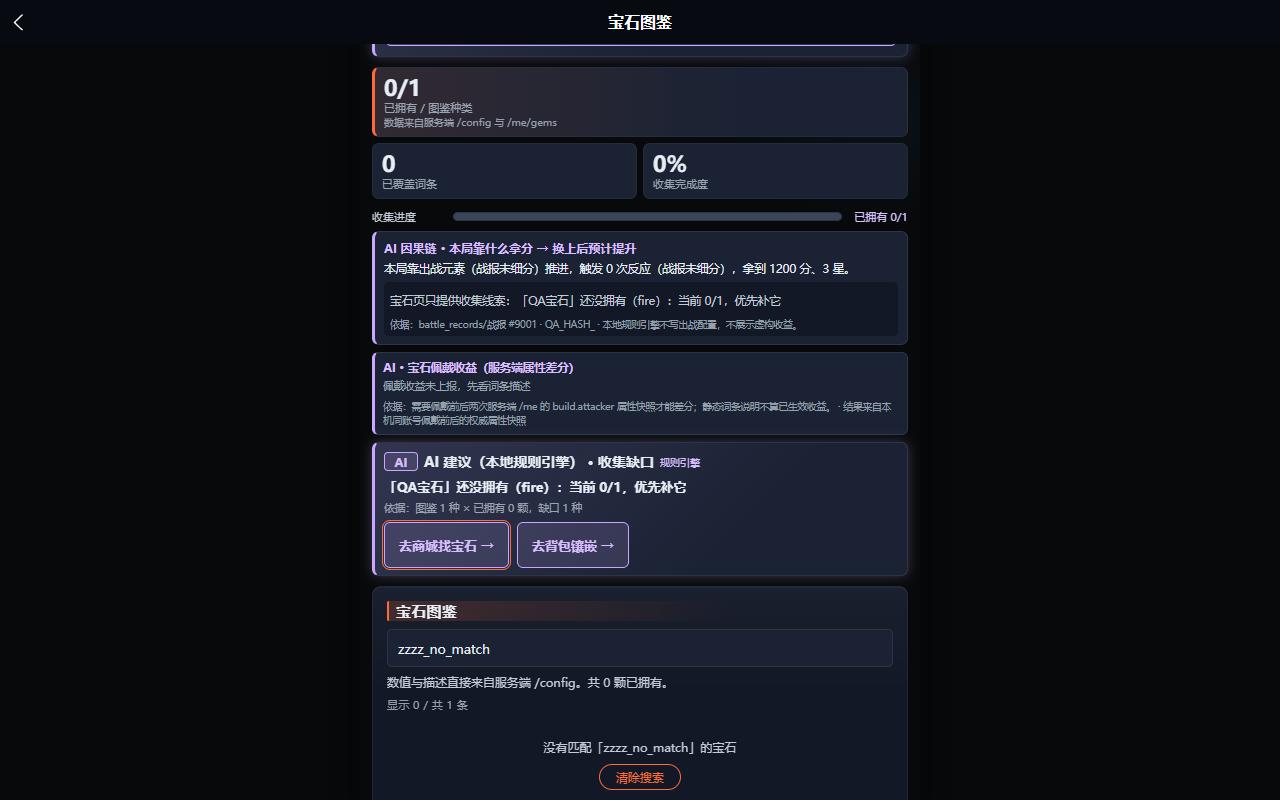 宝石图鉴
0/1
已拥有 / 图鉴种类
数据来自服务端 /config 与 /me/gems
0
已覆盖词条
0%
收集完成度
收集进度
已拥有 0/1
AI 因果链 • 本局靠什么拿分 → 换上后预计提升
本局靠出战元素（战报未细分）推进，触发 0 次反应（战报未细分），拿到 1200 分、3 星。
宝石页只提供收集线索：「QA宝石」还没拥有（fire）：当前 0/1，优先补它
依据：battle_records/战报 #9001 · QA_HASH_ · 本地规则引擎不写出战配置，不展示虚构收益。
AI • 宝石佩戴收益（服务端属性差分）
佩戴收益未上报，先看词条描述
依据：需要佩戴前后两次服务端 /me 的 build.attacker 属性快照才能差分；静态词条说明不算已生效收益。 · 结果来自本
机同账号佩戴前后的权威属性快照
AI AI 建议（本地规则引擎） • 收集缺口 规则引擎
「QA宝石」还没拥有（fire）：当前 0/1，优先补它
依据：图鉴 1 种 × 已拥有 0 颗，缺口 1 种
去商城找宝石 →
去背包镶嵌 →
宝石图鉴
zzzz_no_match
数值与描述直接来自服务端 /config。共 0 颗已拥有。
显示 0 / 共 1 条
没有匹配「zzzz_no_match」的宝石
清除搜索